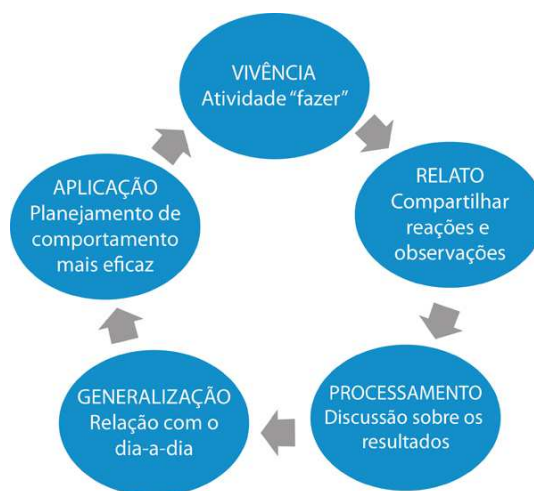 VIVÊNCIA
Atividade “fazer”
RELATO
Compartilhar
reações e
observações
PROCESSAMENTO
Discussão sobre os
resultados
GENERALIZAÇÃO
Relação com o
dia-a-dia
APLICAÇÃO
Planejamento de
comportamento
mais eficaz